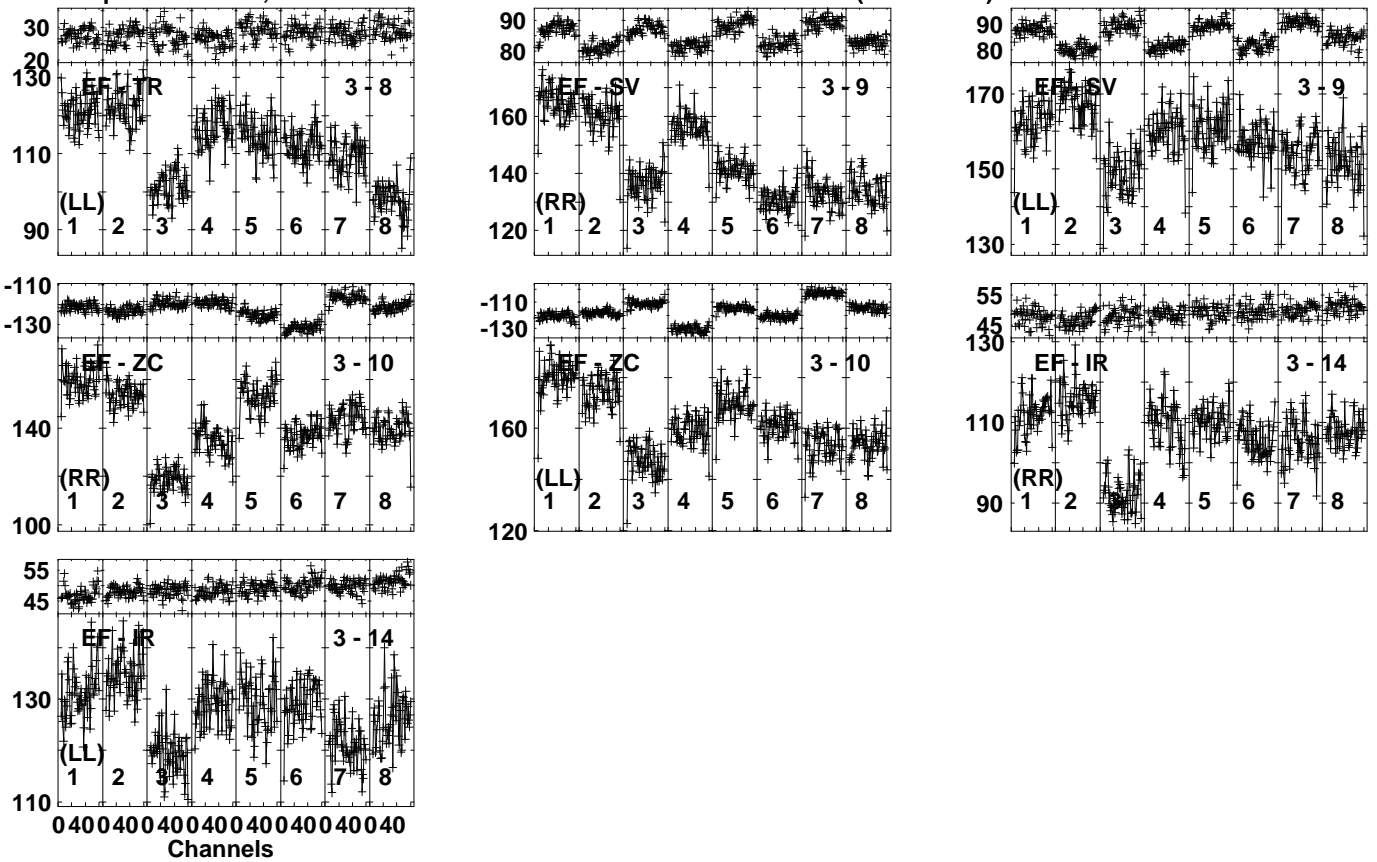 30
20
130
110
90
EF - TR 3 - 8
(LL)
1 2 3 4 5 6 7 8
90
80
160
140
120
EF - SV 3 - 9
(RR)
1 2 3 4 5 6 7 8
90
80
170
150
130
EF - SV 3 - 9
(LL)
1 2 3 4 5 6 7 8
-110
-130
140
100
EF - ZC 3 - 10
(RR)
1 2 3 4 5 6 7 8
-110
-130
160
120
EF - ZC 3 - 10
(LL)
1 2 3 4 5 6 7 8
55
45
130
110
90
EF - IR 3 - 14
(RR)
1 2 3 4 5 6 7 8
55
45
130
110
EF - IR 3 - 14
(LL)
1 2 3 4 5 6 7 8
0 40 0 40 0 40 0 40 0 40 0 40 0 40 0 40
Channels